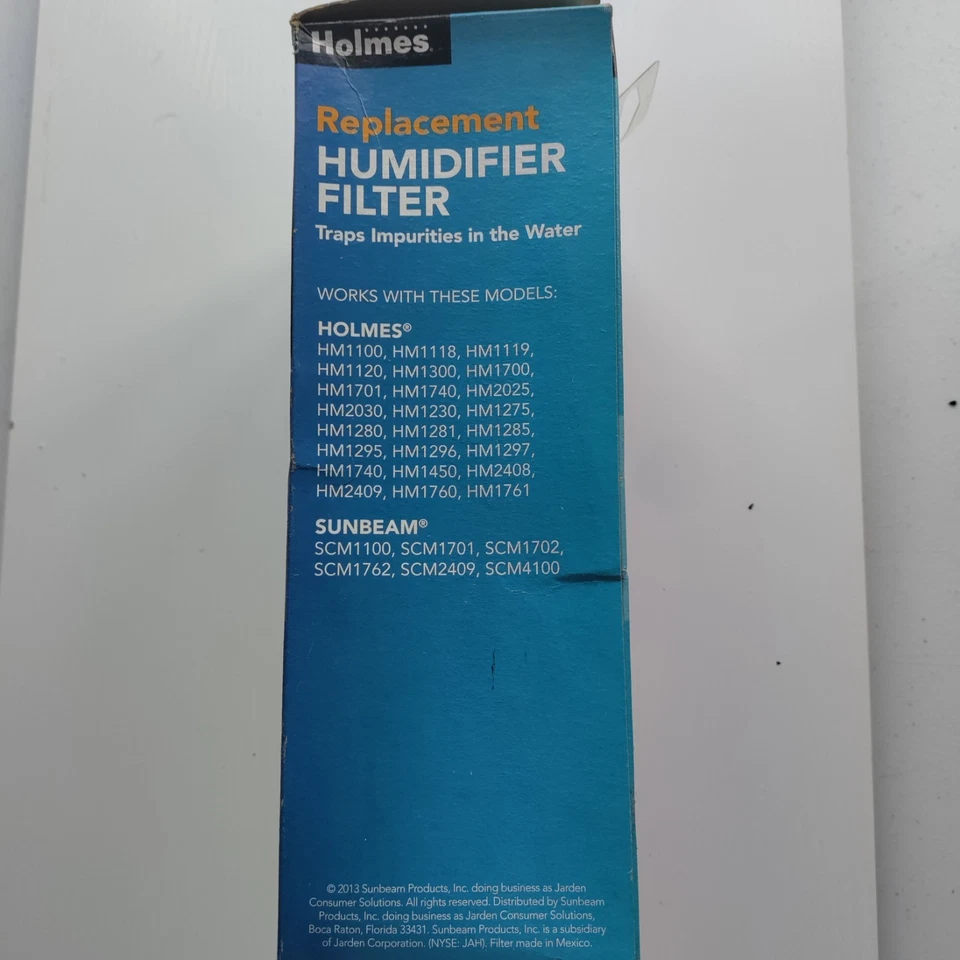 Holmes
Replacement
HUMIDIFIER
FILTER
Traps Impurities in the Water
WORKS WITH THESE MODELS:
HOLMES®
HM1100, HM1118, HM1119,
HM1120, HM1300, HM1700,
HM1701, HM1740, HM2025,
HM2030, HM1230, HM1275,
HM1280, HM1281, HM1285,
HM1295, HM1296, HM1297,
HM1740, HM1450, HM2408,
HM2409, HM1760, HM1761
SUNBEAM®
SCM1100, SCM1701, SCM1702,
SCM1762, SCM2409, SCM4100
© 2013 Sunbeam Products, Inc. doing business as Jarden
Consumer Solutions. All rights reserved. Distributed by Sunbeam
Products, Inc. doing business as Jarden Consumer Solutions,
Boca Raton, Florida 33431. Sunbeam Products, Inc. is a subsidiary
of Jarden Corporation. (NYSE: JAH). Filter made in Mexico.